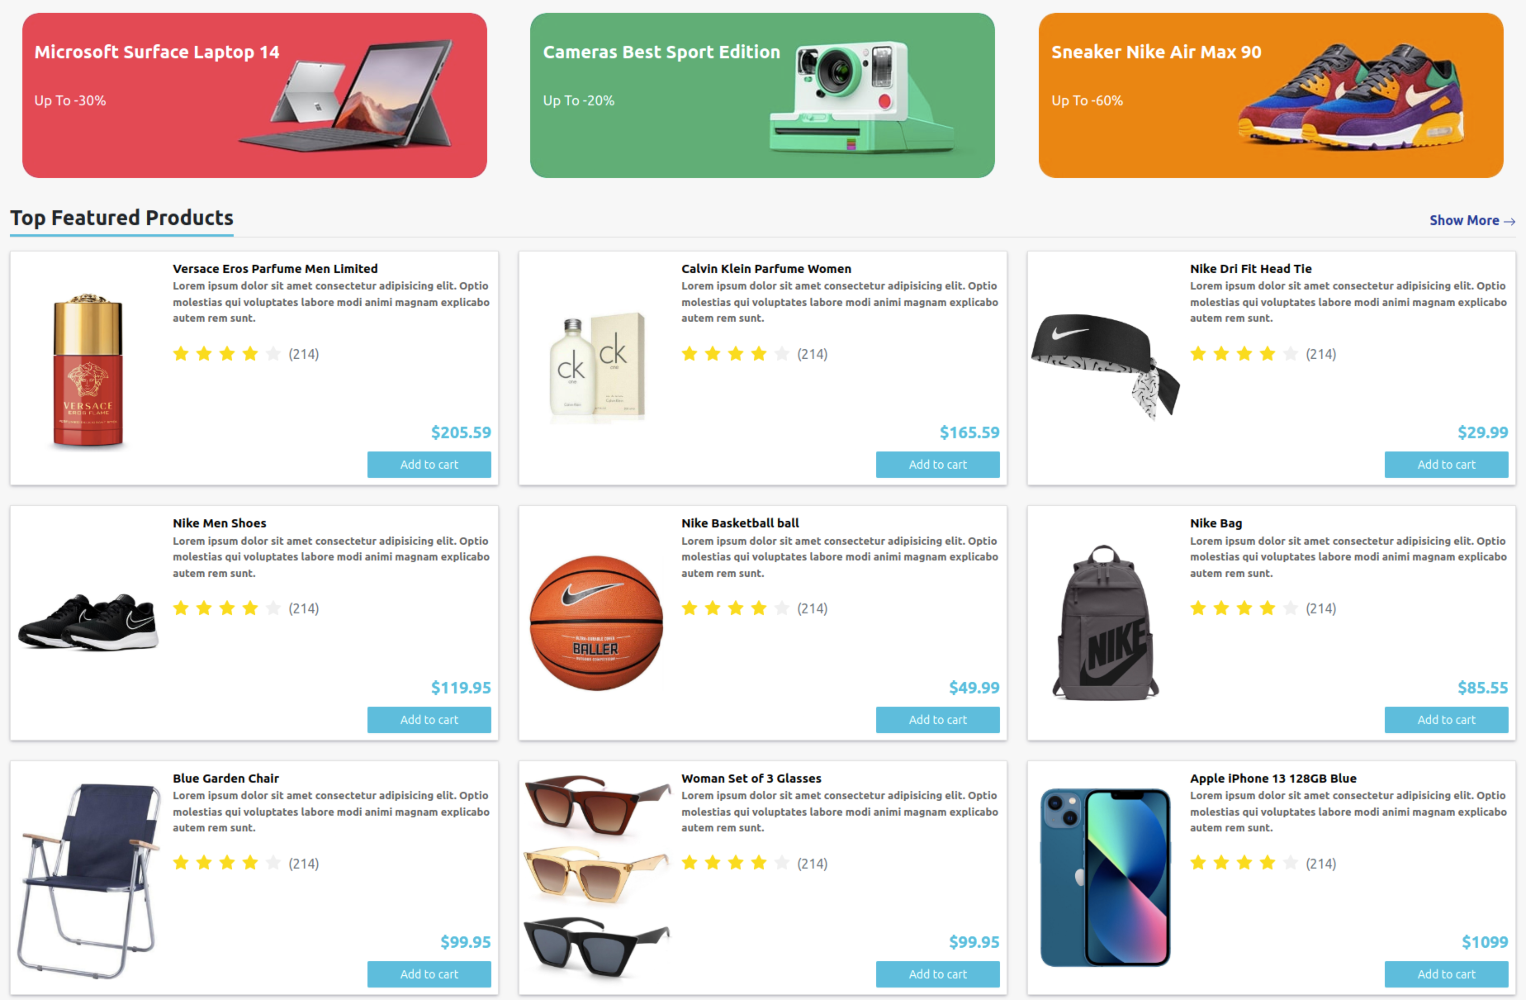 Microsoft Surface Laptop 14
Up To -30%
Cameras Best Sport Edition
Up To -20%
Sneaker Nike Air Max 90
Up To -60%
Top Featured Products
Show More →
Versace Eros Parfume Men Limited
Lorem ipsum dolor sit amet consectetur adipisicing elit. Optio
molestias qui voluptates labore modi animi magnam explicabo
autem rem sunt.
(214)
VERSACE
EROS FLAME
$205.59
Add to cart
Calvin Klein Parfume Women
Lorem ipsum dolor sit amet consectetur adipisicing elit. Optio
molestias qui voluptates labore modi animi magnam explicabo
autem rem sunt.
(214)
ck
one
ck
one
Calvin Klein
$165.59
Add to cart
Nike Dri Fit Head Tie
Lorem ipsum dolor sit amet consectetur adipisicing elit. Optio
molestias qui voluptates labore modi animi magnam explicabo
autem rem sunt.
(214)
$29.99
Add to cart
Nike Men Shoes
Lorem ipsum dolor sit amet consectetur adipisicing elit. Optio
molestias qui voluptates labore modi animi magnam explicabo
autem rem sunt.
(214)
$119.95
Add to cart
Nike Basketball ball
Lorem ipsum dolor sit amet consectetur adipisicing elit. Optio
molestias qui voluptates labore modi animi magnam explicabo
autem rem sunt.
(214)
BALLER
$49.99
Add to cart
Nike Bag
Lorem ipsum dolor sit amet consectetur adipisicing elit. Optio
molestias qui voluptates labore modi animi magnam explicabo
autem rem sunt.
(214)
NIKE
$85.55
Add to cart
Blue Garden Chair
Lorem ipsum dolor sit amet consectetur adipisicing elit. Optio
molestias qui voluptates labore modi animi magnam explicabo
autem rem sunt.
(214)
$99.95
Add to cart
Woman Set of 3 Glasses
Lorem ipsum dolor sit amet consectetur adipisicing elit. Optio
molestias qui voluptates labore modi animi magnam explicabo
autem rem sunt.
(214)
$99.95
Add to cart
Apple iPhone 13 128GB Blue
Lorem ipsum dolor sit amet consectetur adipisicing elit. Optio
molestias qui voluptates labore modi animi magnam explicabo
autem rem sunt.
(214)
$1099
Add to cart